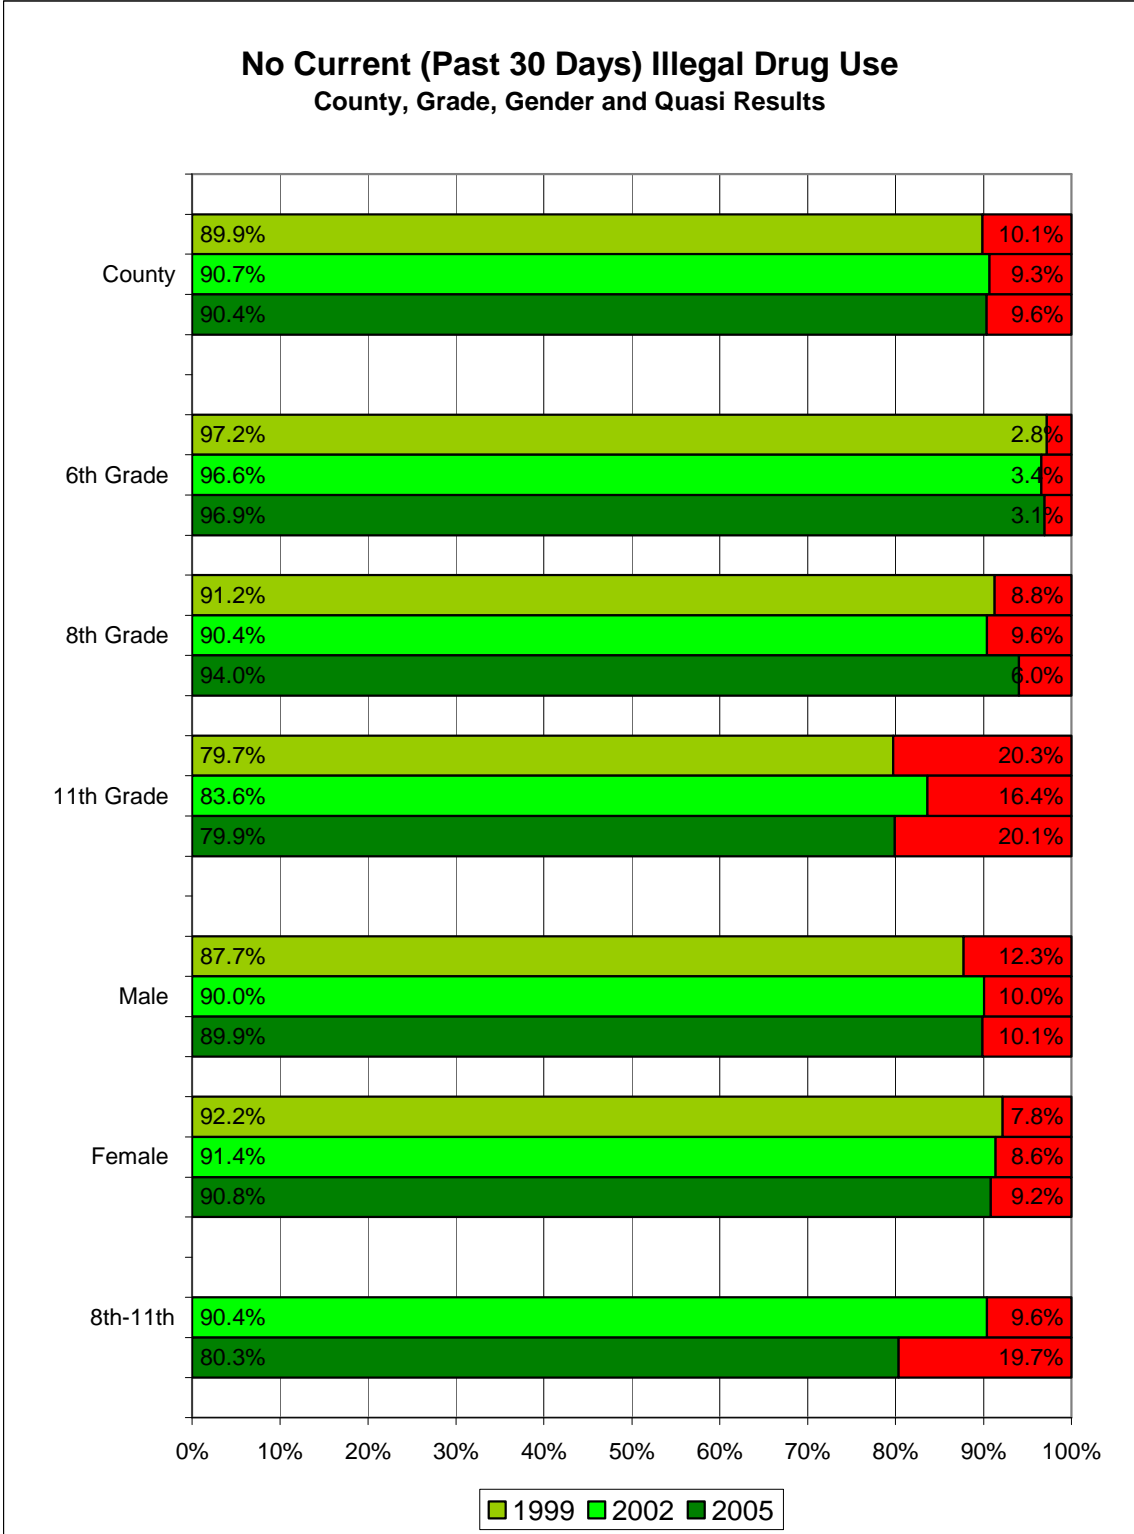 No Current (Past 30 Days) Illegal Drug Use
County, Grade, Gender and Quasi Results
89.9% 10.1%
County 90.7% 9.3%
90.4% 9.6%
97.2% 2.8%
6th Grade 96.6% 3.4%
96.9% 3.1%
91.2% 8.8%
8th Grade 90.4% 9.6%
94.0% 6.0%
79.7% 20.3%
11th Grade 83.6% 16.4%
79.9% 20.1%
87.7% 12.3%
Male 90.0% 10.0%
89.9% 10.1%
92.2% 7.8%
Female 91.4% 8.6%
90.8% 9.2%
8th-11th 90.4% 9.6%
80.3% 19.7%
0% 10% 20% 30% 40% 50% 60% 70% 80% 90% 100%
1999 2002 2005